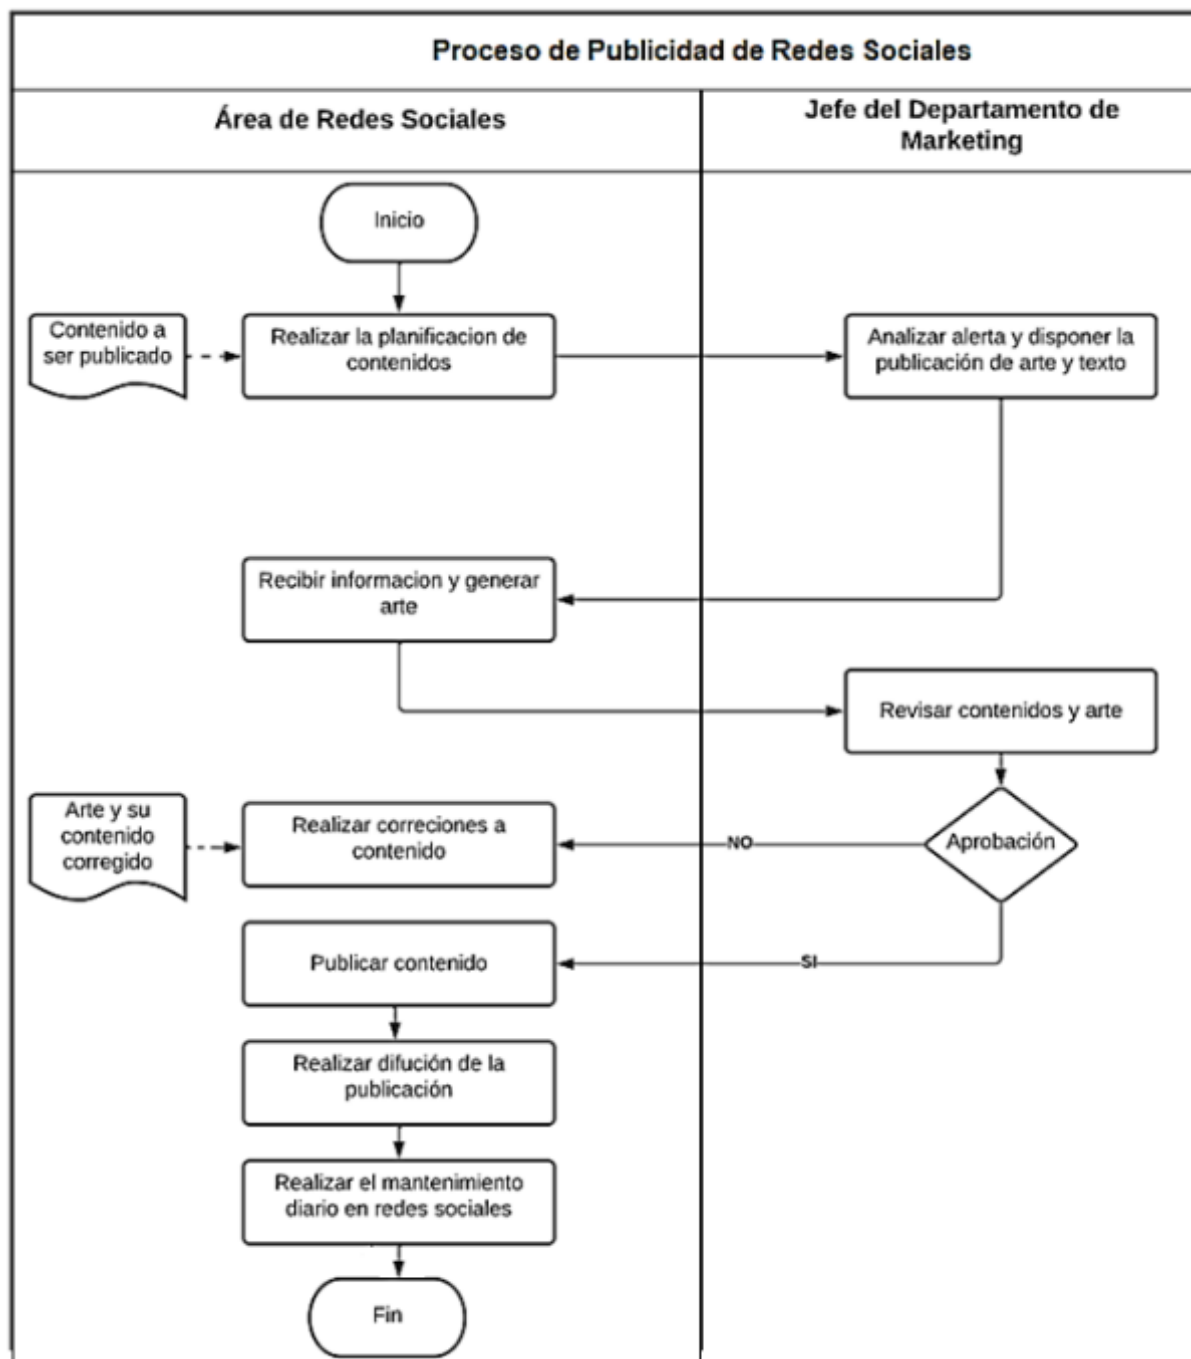 Proceso de Publicidad de Redes Sociales
Área de Redes Sociales
Jefe del Departamento de
Marketing
Inicio
Contenido a
ser publicado
Realizar la planificacion de
contenidos
Analizar alerta y disponer la
publicación de arte y texto
Recibir informacion y generar
arte
Revisar contenidos y arte
Arte y su
contenido
corregido
Realizar correciones a
contenido
NO
Aprobación
Publicar contenido
SI
Realizar difución de la
publicación
Realizar el mantenimiento
diario en redes sociales
Fin